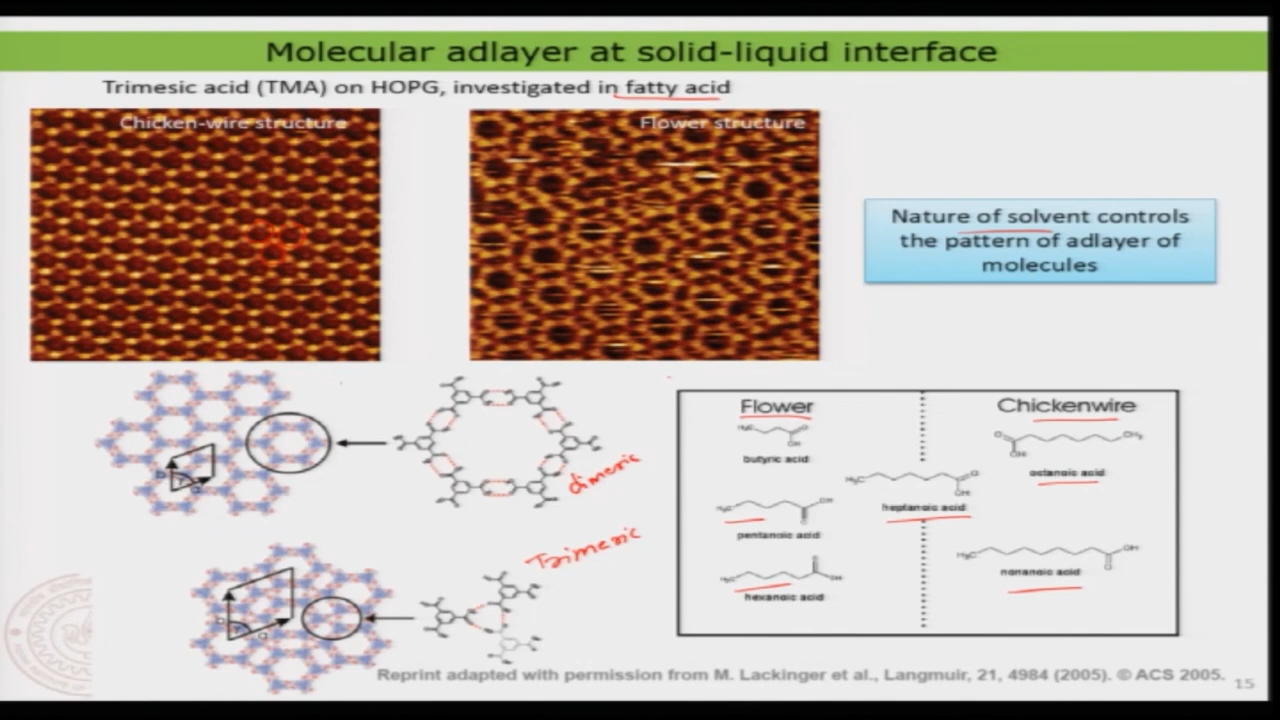 Molecular adlayer at solid-liquid interface
Trimesic acid (TMA) on HOPG, investigated in fatty acid
Chicken-wire structure
Flower structure
Nature of solvent controls
the pattern of adlayer of
molecules
dimeric
Trimeric
Flower
Chickenwire
butyric acid
octanoic acid
heptanoic acid
pentanoic acid
nonanoic acid
hexanoic acid
Reprint adapted with permission from M. Lackinger et al., Langmuir, 21, 4984 (2005). © ACS 2005.
15